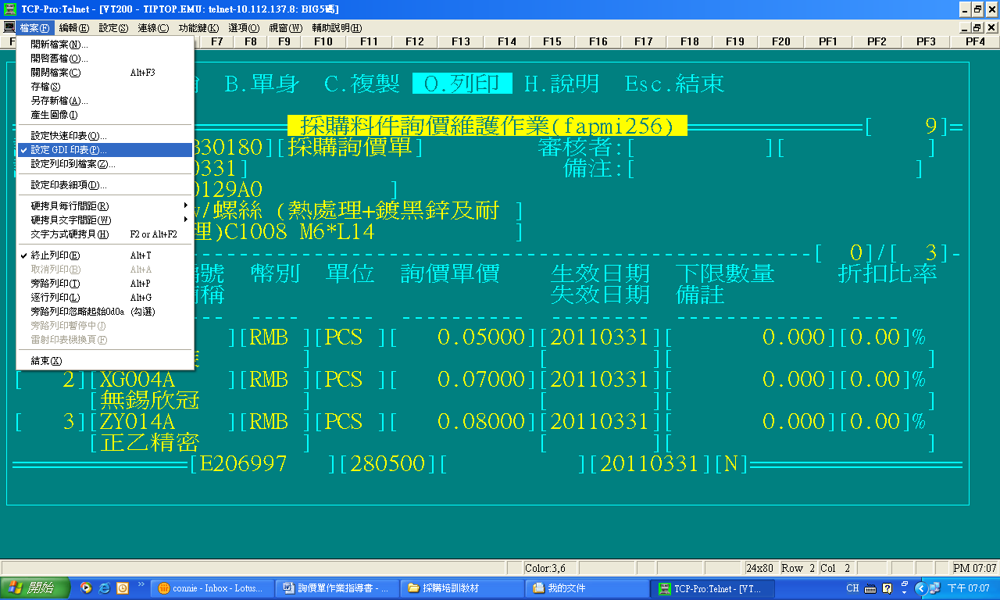 TCP-Pro:Telnet - [VT200 - TIPTOP.EMU: telnet-10.112.137.8: BIG5碼]
檔案(F) 編輯(E) 設定(S) 連線(C) 功能鍵(K) 選項(O) 視窗(W) 輔助說明(H)
F7 F8 F9 F10 F11 F12 F13 F14 F15 F16 F17 F18 F19 F20 PF1 PF2 PF3 PF4
開新檔案(N)...
開啓舊檔(O)...
關閉檔案(C) Alt+F3
存檔(S)
另存新檔(A)...
產生圖像(I)
設定快速印表(Q)...
設定 GDI 印表(P)...
設定列印到檔案(Z)...
設定印表細項(D)...
硬拷貝每行間距(R)
硬拷貝文字間距(W)
文字方式硬拷貝(H) F2 or Alt+F2
終止列印(E) Alt+T
取消列印(B) Alt+A
旁路列印(T) Alt+P
逐行列印(L) Alt+G
旁路列印忽略起始0d0a (勾選)
旁路列印暫停中(J)
雷射印表機換頁(F)
結束(X)
B.單身 C.複製 O.列印 H.說明 Esc.結束
採購料件詢價維護作業(fapmi256) [ 9]=
B30180][採購詢價單] 審核者:[ ][ ]
0331] 備注:[ ]
0129A0 ]
w/螺絲 (熱處理+鍍黑鋅及耐 ]
理)C1008 M6*L14 ]
[ 0]/[ 3]-
號 幣別 單位 詢價單價 生效日期 下限數量 折扣比率
稱 失效日期 備註
][RMB ][PCS ][ 0.05000][20110331][ 0.000][0.00]%
] [ ][ ]
[ 2][XG004A ][RMB ][PCS ][ 0.07000][20110331][ 0.000][0.00]%
[無錫欣冠 ] [ ][ ]
[ 3][ZY014A ][RMB ][PCS ][ 0.08000][20110331][ 0.000][0.00]%
[正乙精密 ] [ ][ ]
[E206997 ][280500][ ][20110331][N]
Color:3,6 24x80 Row 2 Col 2 PM 07:07
開始 connie - Inbox - Lotus... 詢價單作業指導書 - ... 採購培訓教材 我的文件 TCP-Pro:Telnet - [VT... CH 下午 07:07